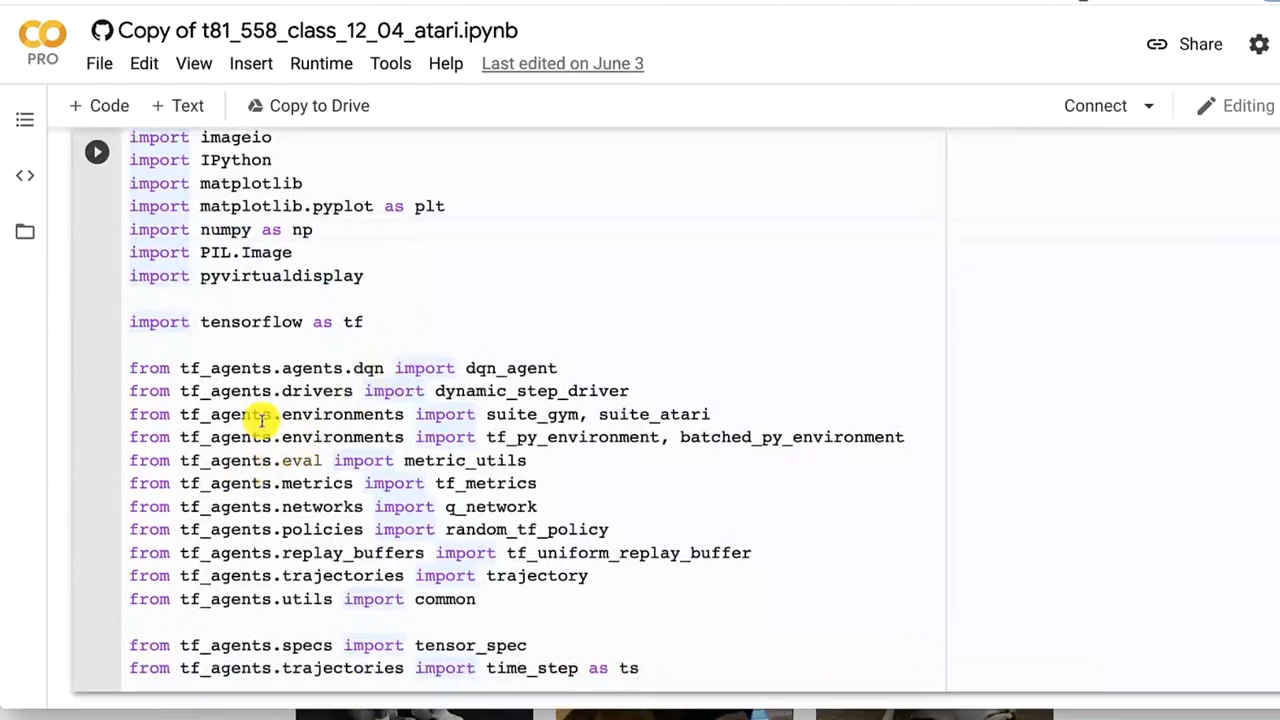 Copy of t81_558_class_12_04_atari.ipynb
PRO
File Edit View Insert Runtime Tools Help Last edited on June 3
Share
+ Code + Text Copy to Drive
Connect
Editing
import imageio
import IPython
import matplotlib
import matplotlib.pyplot as plt
import numpy as np
import PIL.Image
import pyvirtualdisplay
import tensorflow as tf
from tf_agents.agents.dqn import dqn_agent
from tf_agents.drivers import dynamic_step_driver
from tf_agents.environments import suite_gym, suite_atari
from tf_agents.environments import tf_py_environment, batched_py_environment
from tf_agents.eval import metric_utils
from tf_agents.metrics import tf_metrics
from tf_agents.networks import q_network
from tf_agents.policies import random_tf_policy
from tf_agents.replay_buffers import tf_uniform_replay_buffer
from tf_agents.trajectories import trajectory
from tf_agents.utils import common
from tf_agents.specs import tensor_spec
from tf_agents.trajectories import time_step as ts